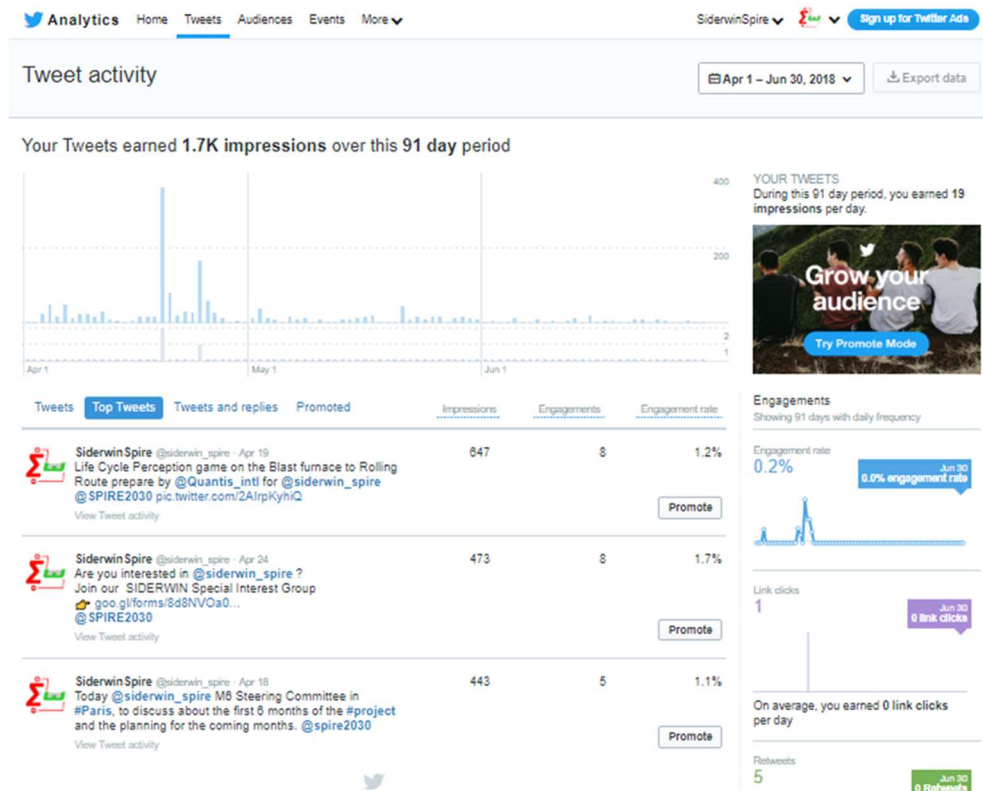 Analytics Home Tweets Audiences Events More SiderwinSpire Sign up for Twitter Ads
Tweet activity Apr 1 – Jun 30, 2018 Export data
Your Tweets earned 1.7K impressions over this 91 day period
400
200
2
1
Apr 1 May 1 Jun 1
YOUR TWEETS
During this 91 day period, you earned 19
impressions per day.
Grow your
audience
Try Promote Mode
Tweets Top Tweets Tweets and replies Promoted Impressions Engagements Engagement rate
SiderwinSpire @siderwin_spire · Apr 19 647 8 1.2%
Life Cycle Perception game on the Blast furnace to Rolling
Route prepare by @Quantis_intl for @siderwin_spire
@SPIRE2030 pic.twitter.com/2AIrpKyhiQ
View Tweet activity
Promote
SiderwinSpire @siderwin_spire · Apr 24 473 8 1.7%
Are you interested in @siderwin_spire ?
Join our SIDERWIN Special Interest Group
👉 goo.gl/forms/8d8NVOa0...
@SPIRE2030
View Tweet activity
Promote
SiderwinSpire @siderwin_spire · Apr 18 443 5 1.1%
Today @siderwin_spire M6 Steering Committee in
#Paris, to discuss about the first 6 months of the #project
and the planning for the coming months. @spire2030
View Tweet activity
Promote
Engagements
Showing 91 days with daily frequency
Engagement rate
0.2%
Jun 30
0.0% engagement rate
Link clicks
1
Jun 30
0 link clicks
On average, you earned 0 link clicks
per day
Retweets
5
Jun 30
0 Retweets